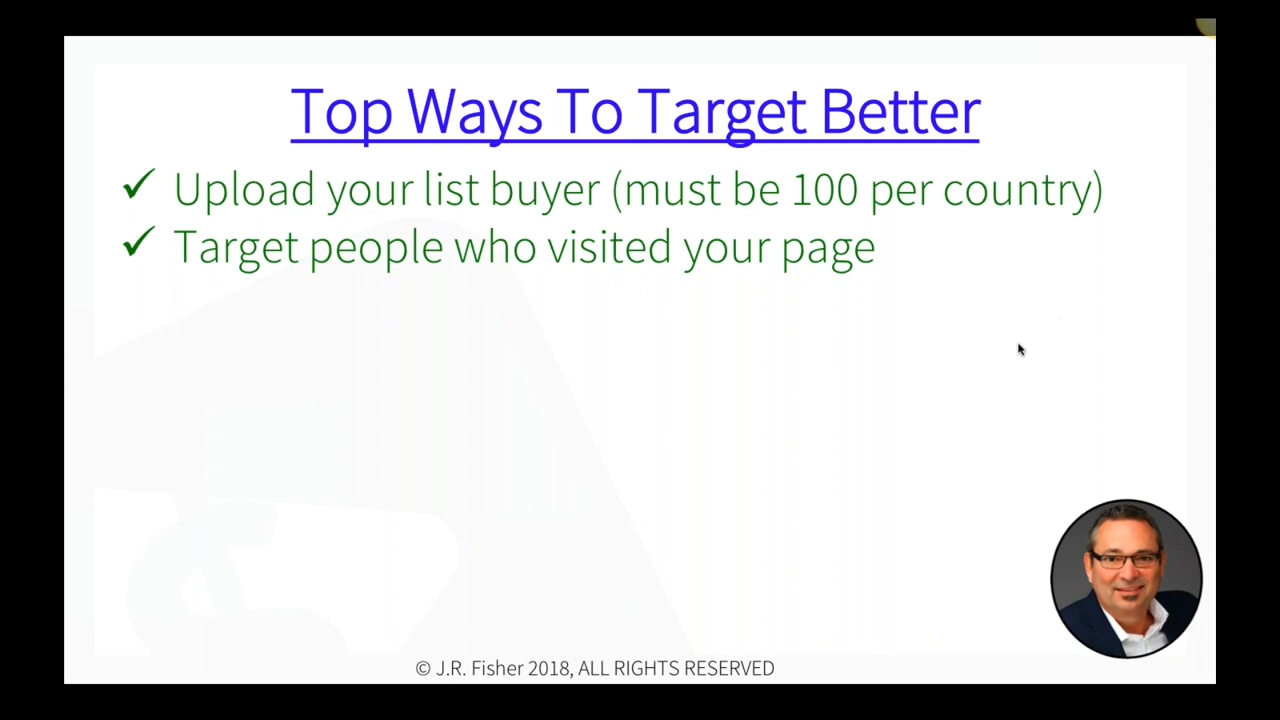 Top Ways To Target Better
✓ Upload your list buyer (must be 100 per country)
✓ Target people who visited your page
© J.R. Fisher 2018, ALL RIGHTS RESERVED